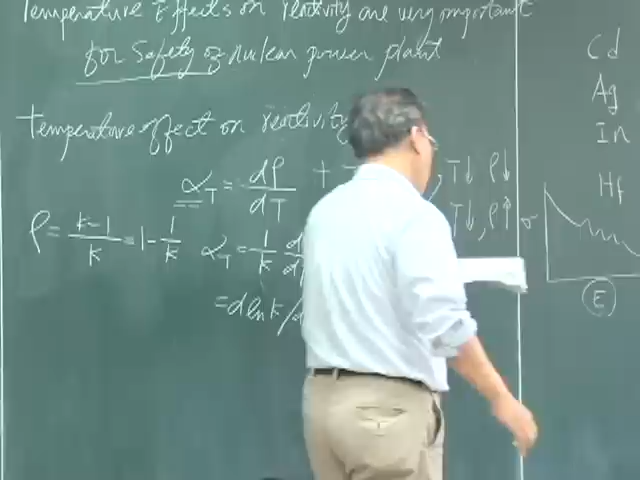 Temperature Effects on reactivity are very important
for Safety of nuclear power plant
Temperature effect on reactivity
α_T = dρ/dT + T↓ ρ↓
T↓, ρ↑
ρ = k-1/k = 1 - 1/k α_T = 1/k
= d ln k /d
Cd
Ag
In
Hf
σ
E